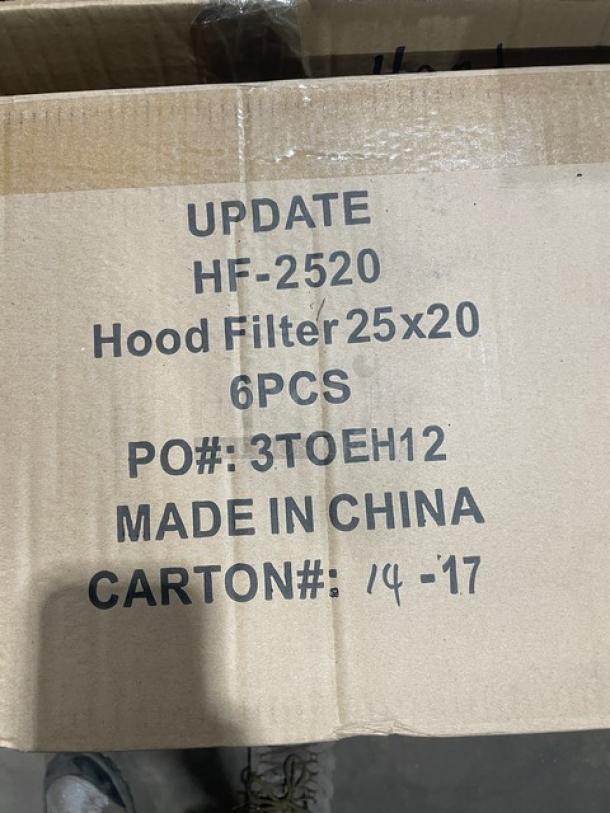 UPDATE
HF-2520
Hood Filter 25x20
6PCS
PO#: 3TOEH12
MADE IN CHINA
CARTON#: 14 -17